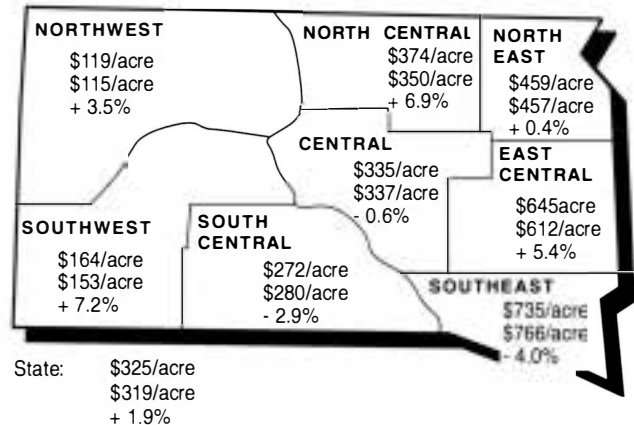 NORTHWEST
$119/acre
$115/acre
+ 3.5%
NORTH CENTRAL
$374/acre
$350/acre
+ 6.9%
NORTH
EAST
$459/acre
$457/acre
+ 0.4%
CENTRAL
$335/acre
$337/acre
- 0.6%
EAST
CENTRAL
$645acre
$612/acre
+ 5.4%
SOUTHWEST
$164/acre
$153/acre
+ 7.2%
SOUTH
CENTRAL
$272/acre
$280/acre
- 2.9%
SOUTHEAST
$735/acre
$766/acre
- 4.0%
State: $325/acre
$319/acre
+ 1.9%